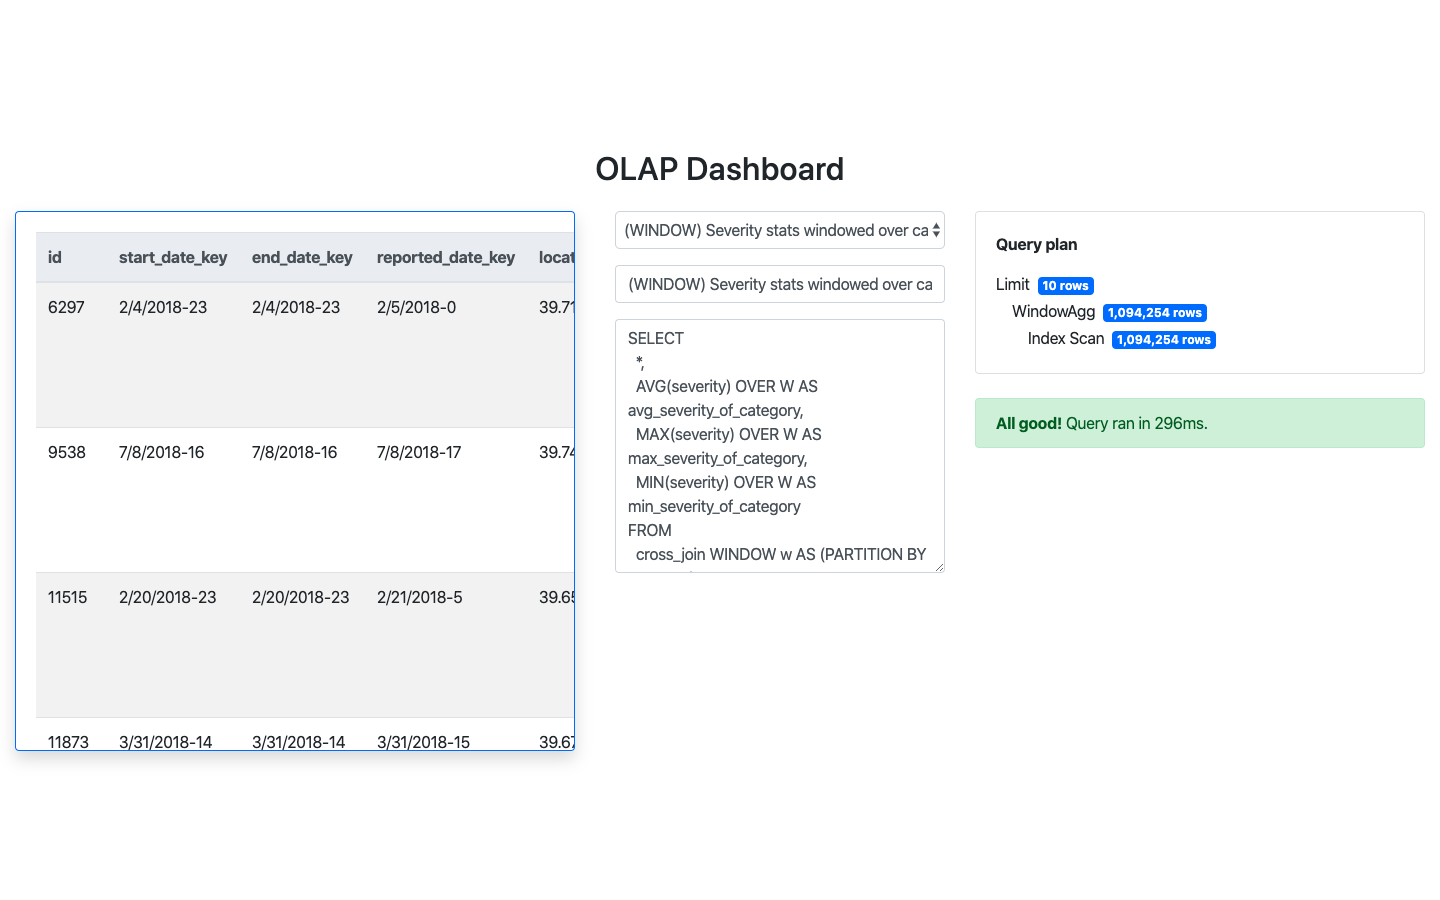 OLAP Dashboard
id start_date_key end_date_key reported_date_key locat
6297 2/4/2018-23 2/4/2018-23 2/5/2018-0 39.71
9538 7/8/2018-16 7/8/2018-16 7/8/2018-17 39.74
11515 2/20/2018-23 2/20/2018-23 2/21/2018-5 39.65
11873 3/31/2018-14 3/31/2018-14 3/31/2018-15 39.67
(WINDOW) Severity stats windowed over ca
(WINDOW) Severity stats windowed over ca
SELECT
*,
AVG(severity) OVER W AS
avg_severity_of_category,
MAX(severity) OVER W AS
max_severity_of_category,
MIN(severity) OVER W AS
min_severity_of_category
FROM
cross_join WINDOW w AS (PARTITION BY
Query plan
Limit 10 rows
WindowAgg 1,094,254 rows
Index Scan 1,094,254 rows
All good! Query ran in 296ms.